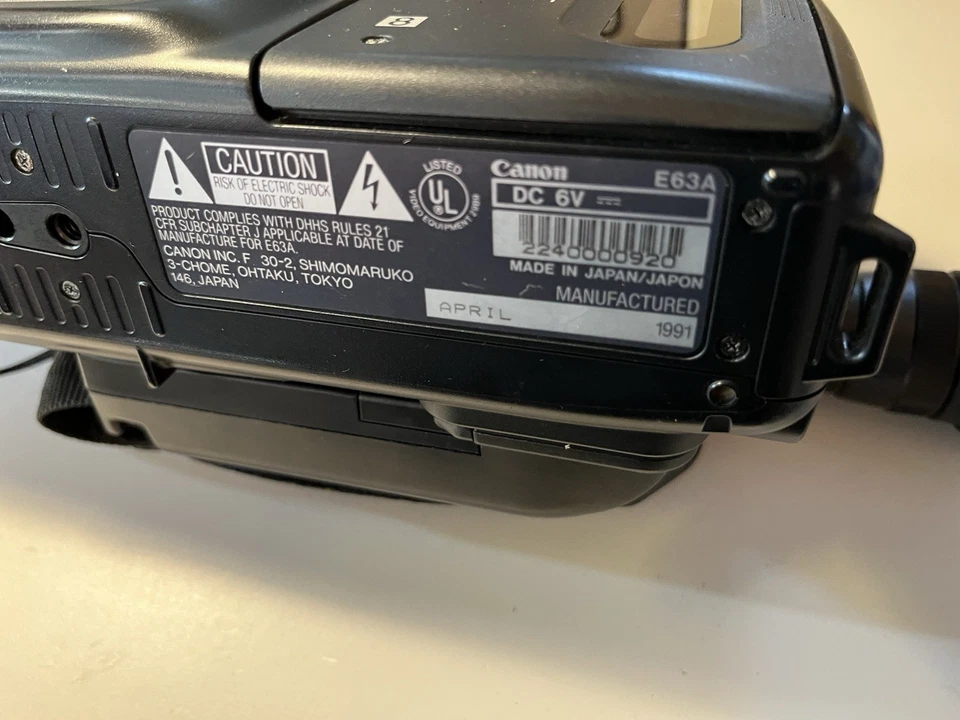 8
CAUTION
RISK OF ELECTRIC SHOCK
DO NOT OPEN
PRODUCT COMPLIES WITH DHHS RULES 21
CFR SUBCHAPTER J APPLICABLE AT DATE OF
MANUFACTURE FOR E63A.
CANON INC. F 30-2, SHIMOMARUKO
3-CHOME, OHTAKU, TOKYO
146, JAPAN
LISTED
UL
VIDEO EQUIPMENT 29B9
Canon
E63A
DC 6V
2240000920
MADE IN JAPAN/JAPON
MANUFACTURED
APRIL
1991